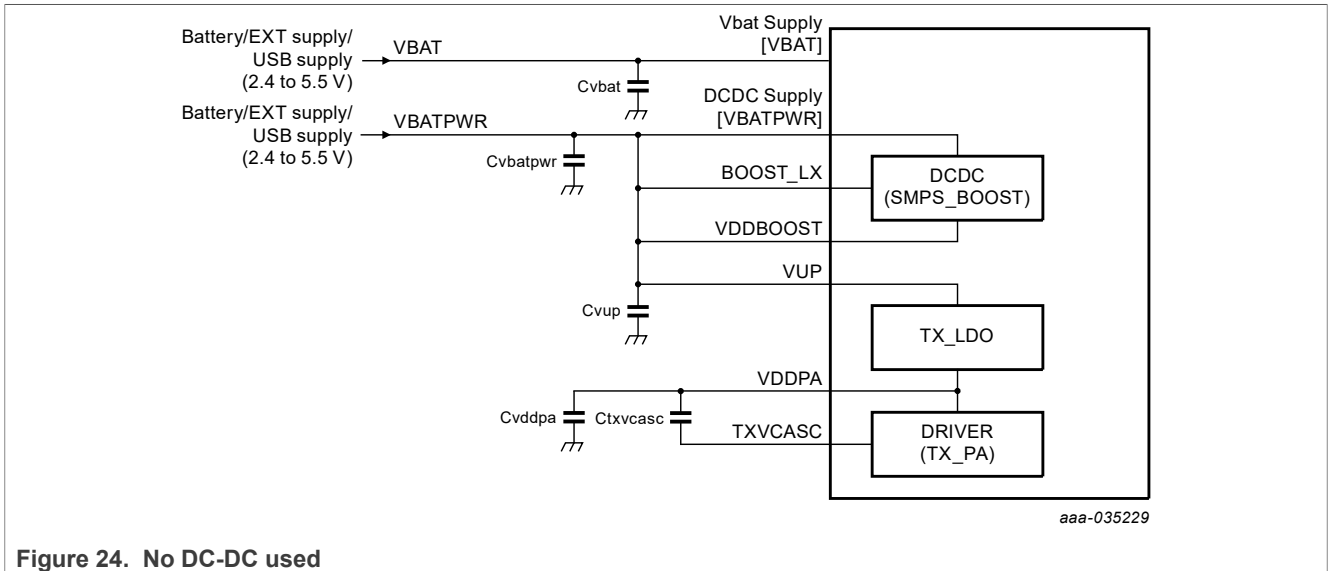 Battery/EXT supply/
USB supply
(2.4 to 5.5 V)
VBAT
Vbat Supply
[VBAT]
Cvbat
Battery/EXT supply/
USB supply
(2.4 to 5.5 V)
VBATPWR
DCDC Supply
[VBATPWR]
Cvbatpwr
BOOST_LX
DCDC
(SMPS_BOOST)
VDDBOOST
VUP
Cvup
TX_LDO
VDDPA
Cvddpa
Ctxvcasc
TXVCASC
DRIVER
(TX_PA)
aaa-035229
Figure 24. No DC-DC used